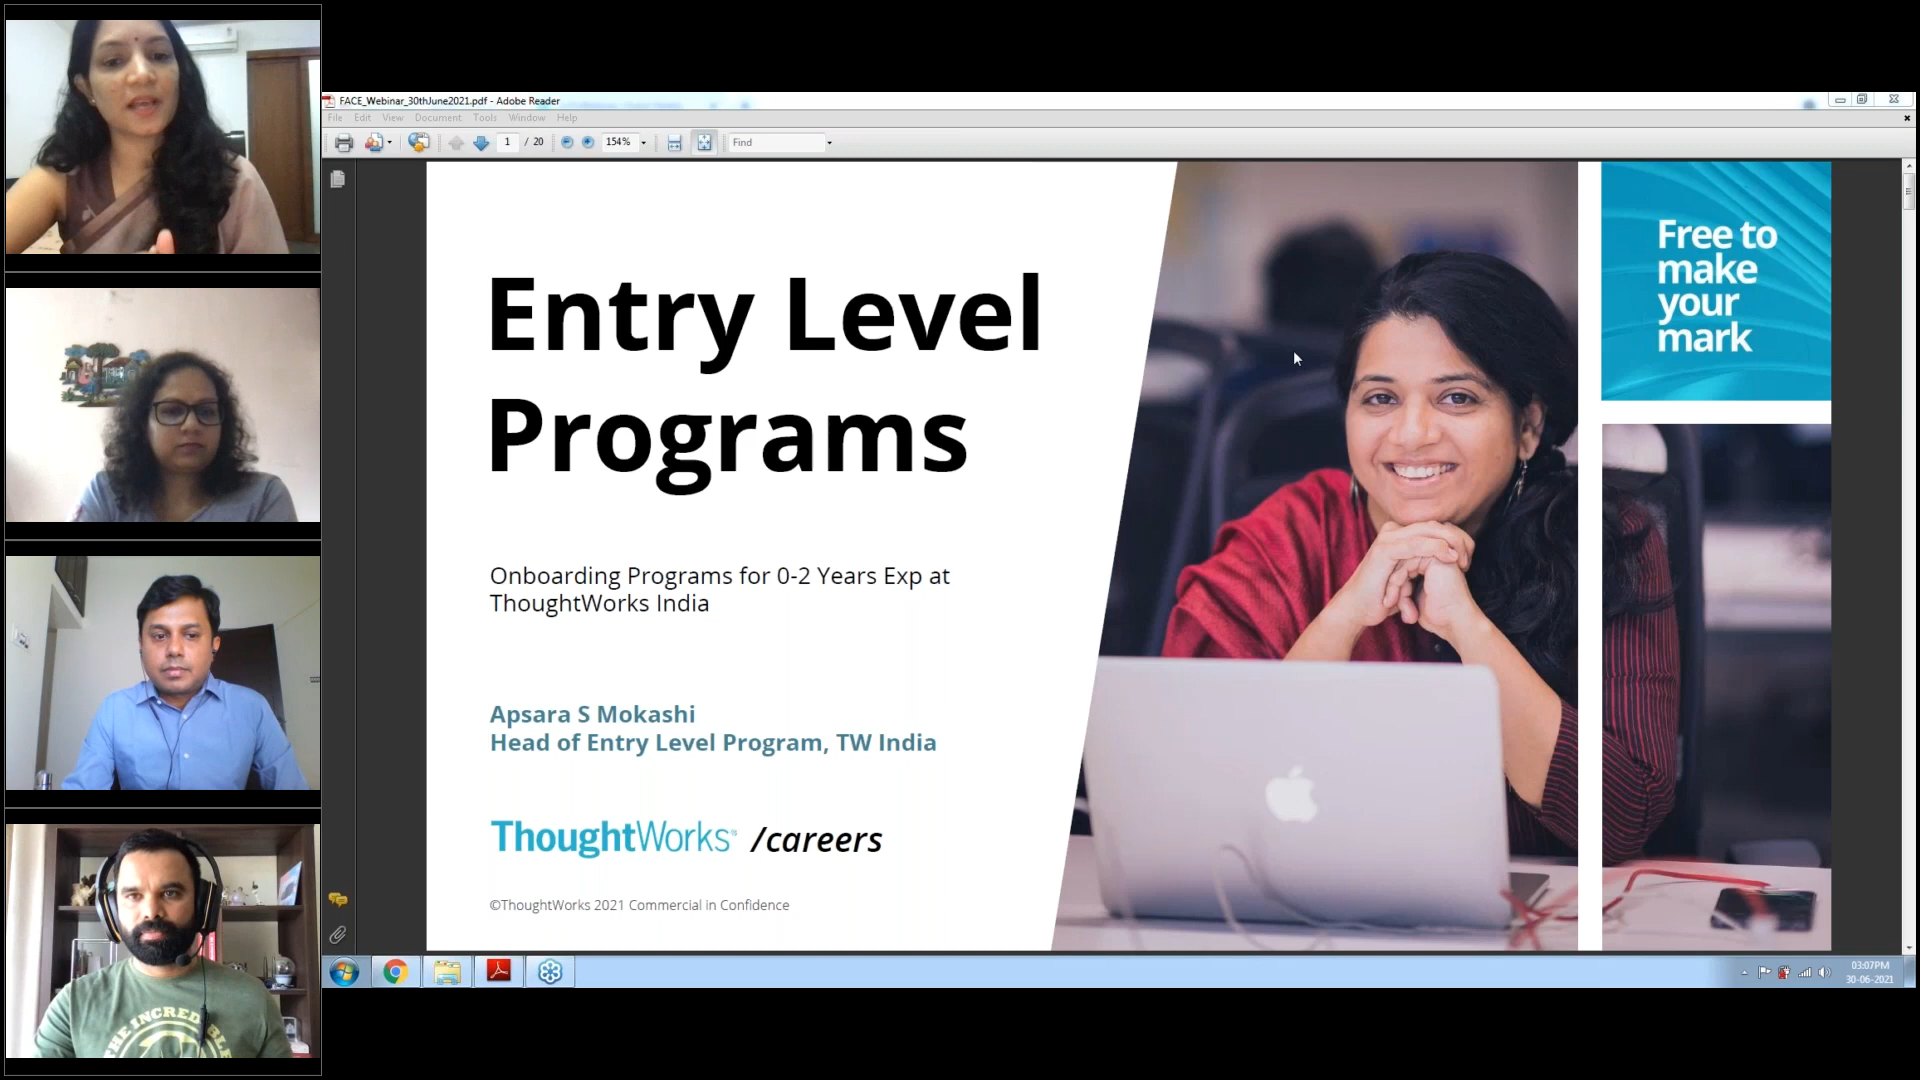 FACE_Webinar_30thJune2021.pdf - Adobe Reader
File Edit View Document Tools Window Help
1 / 20 154% Find
Entry Level
Programs
Onboarding Programs for 0-2 Years Exp at
ThoughtWorks India
Apsara S Mokashi
Head of Entry Level Program, TW India
ThoughtWorks® /careers
©ThoughtWorks 2021 Commercial in Confidence
Free to
make
your
mark
THE INCREDIBLE
03:07PM
30-06-2021